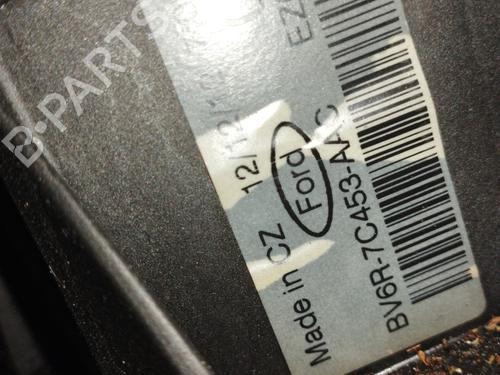 B-PARTS
EZ
Made in CZ 12/12/
Ford
BV6R-7C453-AAC